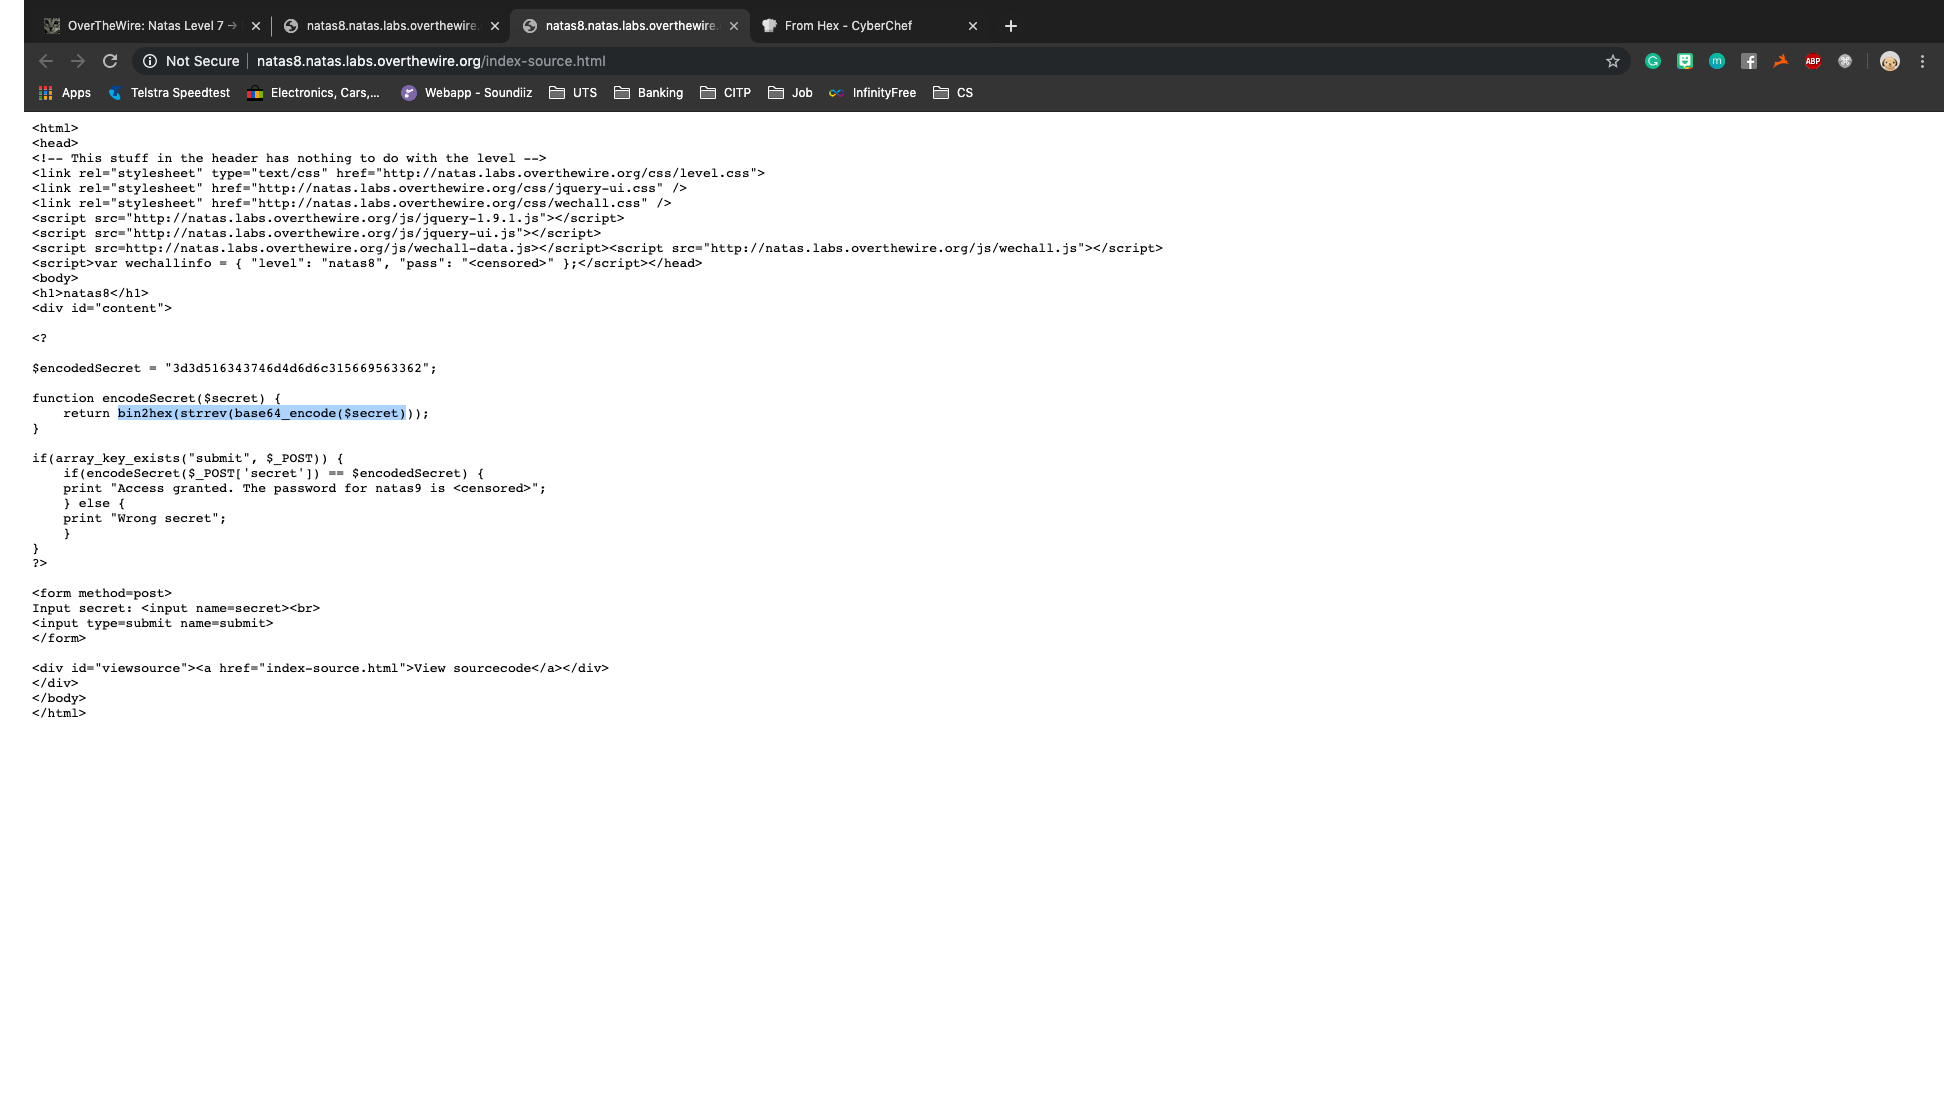 OverTheWire: Natas Level 7 →
natas8.natas.labs.overthewire.
natas8.natas.labs.overthewire.
From Hex - CyberChef
Not Secure
natas8.natas.labs.overthewire.org/index-source.html
G
m
f
ABP
Apps
Telstra Speedtest
Electronics, Cars,...
Webapp - Soundiiz
UTS
Banking
CITP
Job
InfinityFree
CS
<html>
<head>
<!-- This stuff in the header has nothing to do with the level -->
<link rel="stylesheet" type="text/css" href="http://natas.labs.overthewire.org/css/level.css">
<link rel="stylesheet" href="http://natas.labs.overthewire.org/css/jquery-ui.css" />
<link rel="stylesheet" href="http://natas.labs.overthewire.org/css/wechall.css" />
<script src="http://natas.labs.overthewire.org/js/jquery-1.9.1.js"></script>
<script src="http://natas.labs.overthewire.org/js/jquery-ui.js"></script>
<script src=http://natas.labs.overthewire.org/js/wechall-data.js></script><script src="http://natas.labs.overthewire.org/js/wechall.js"></script>
<script>var wechallinfo = { "level": "natas8", "pass": "<censored>" };</script></head>
<body>
<h1>natas8</h1>
<div id="content">
<?
$encodedSecret = "3d3d516343746d4d6d6c315669563362";
function encodeSecret($secret) {
    return bin2hex(strrev(base64_encode($secret)));
}
if(array_key_exists("submit", $_POST)) {
    if(encodeSecret($_POST['secret']) == $encodedSecret) {
    print "Access granted. The password for natas9 is <censored>";
    } else {
    print "Wrong secret";
    }
}
?>
<form method=post>
Input secret: <input name=secret><br>
<input type=submit name=submit>
</form>
<div id="viewsource"><a href="index-source.html">View sourcecode</a></div>
</div>
</body>
</html>